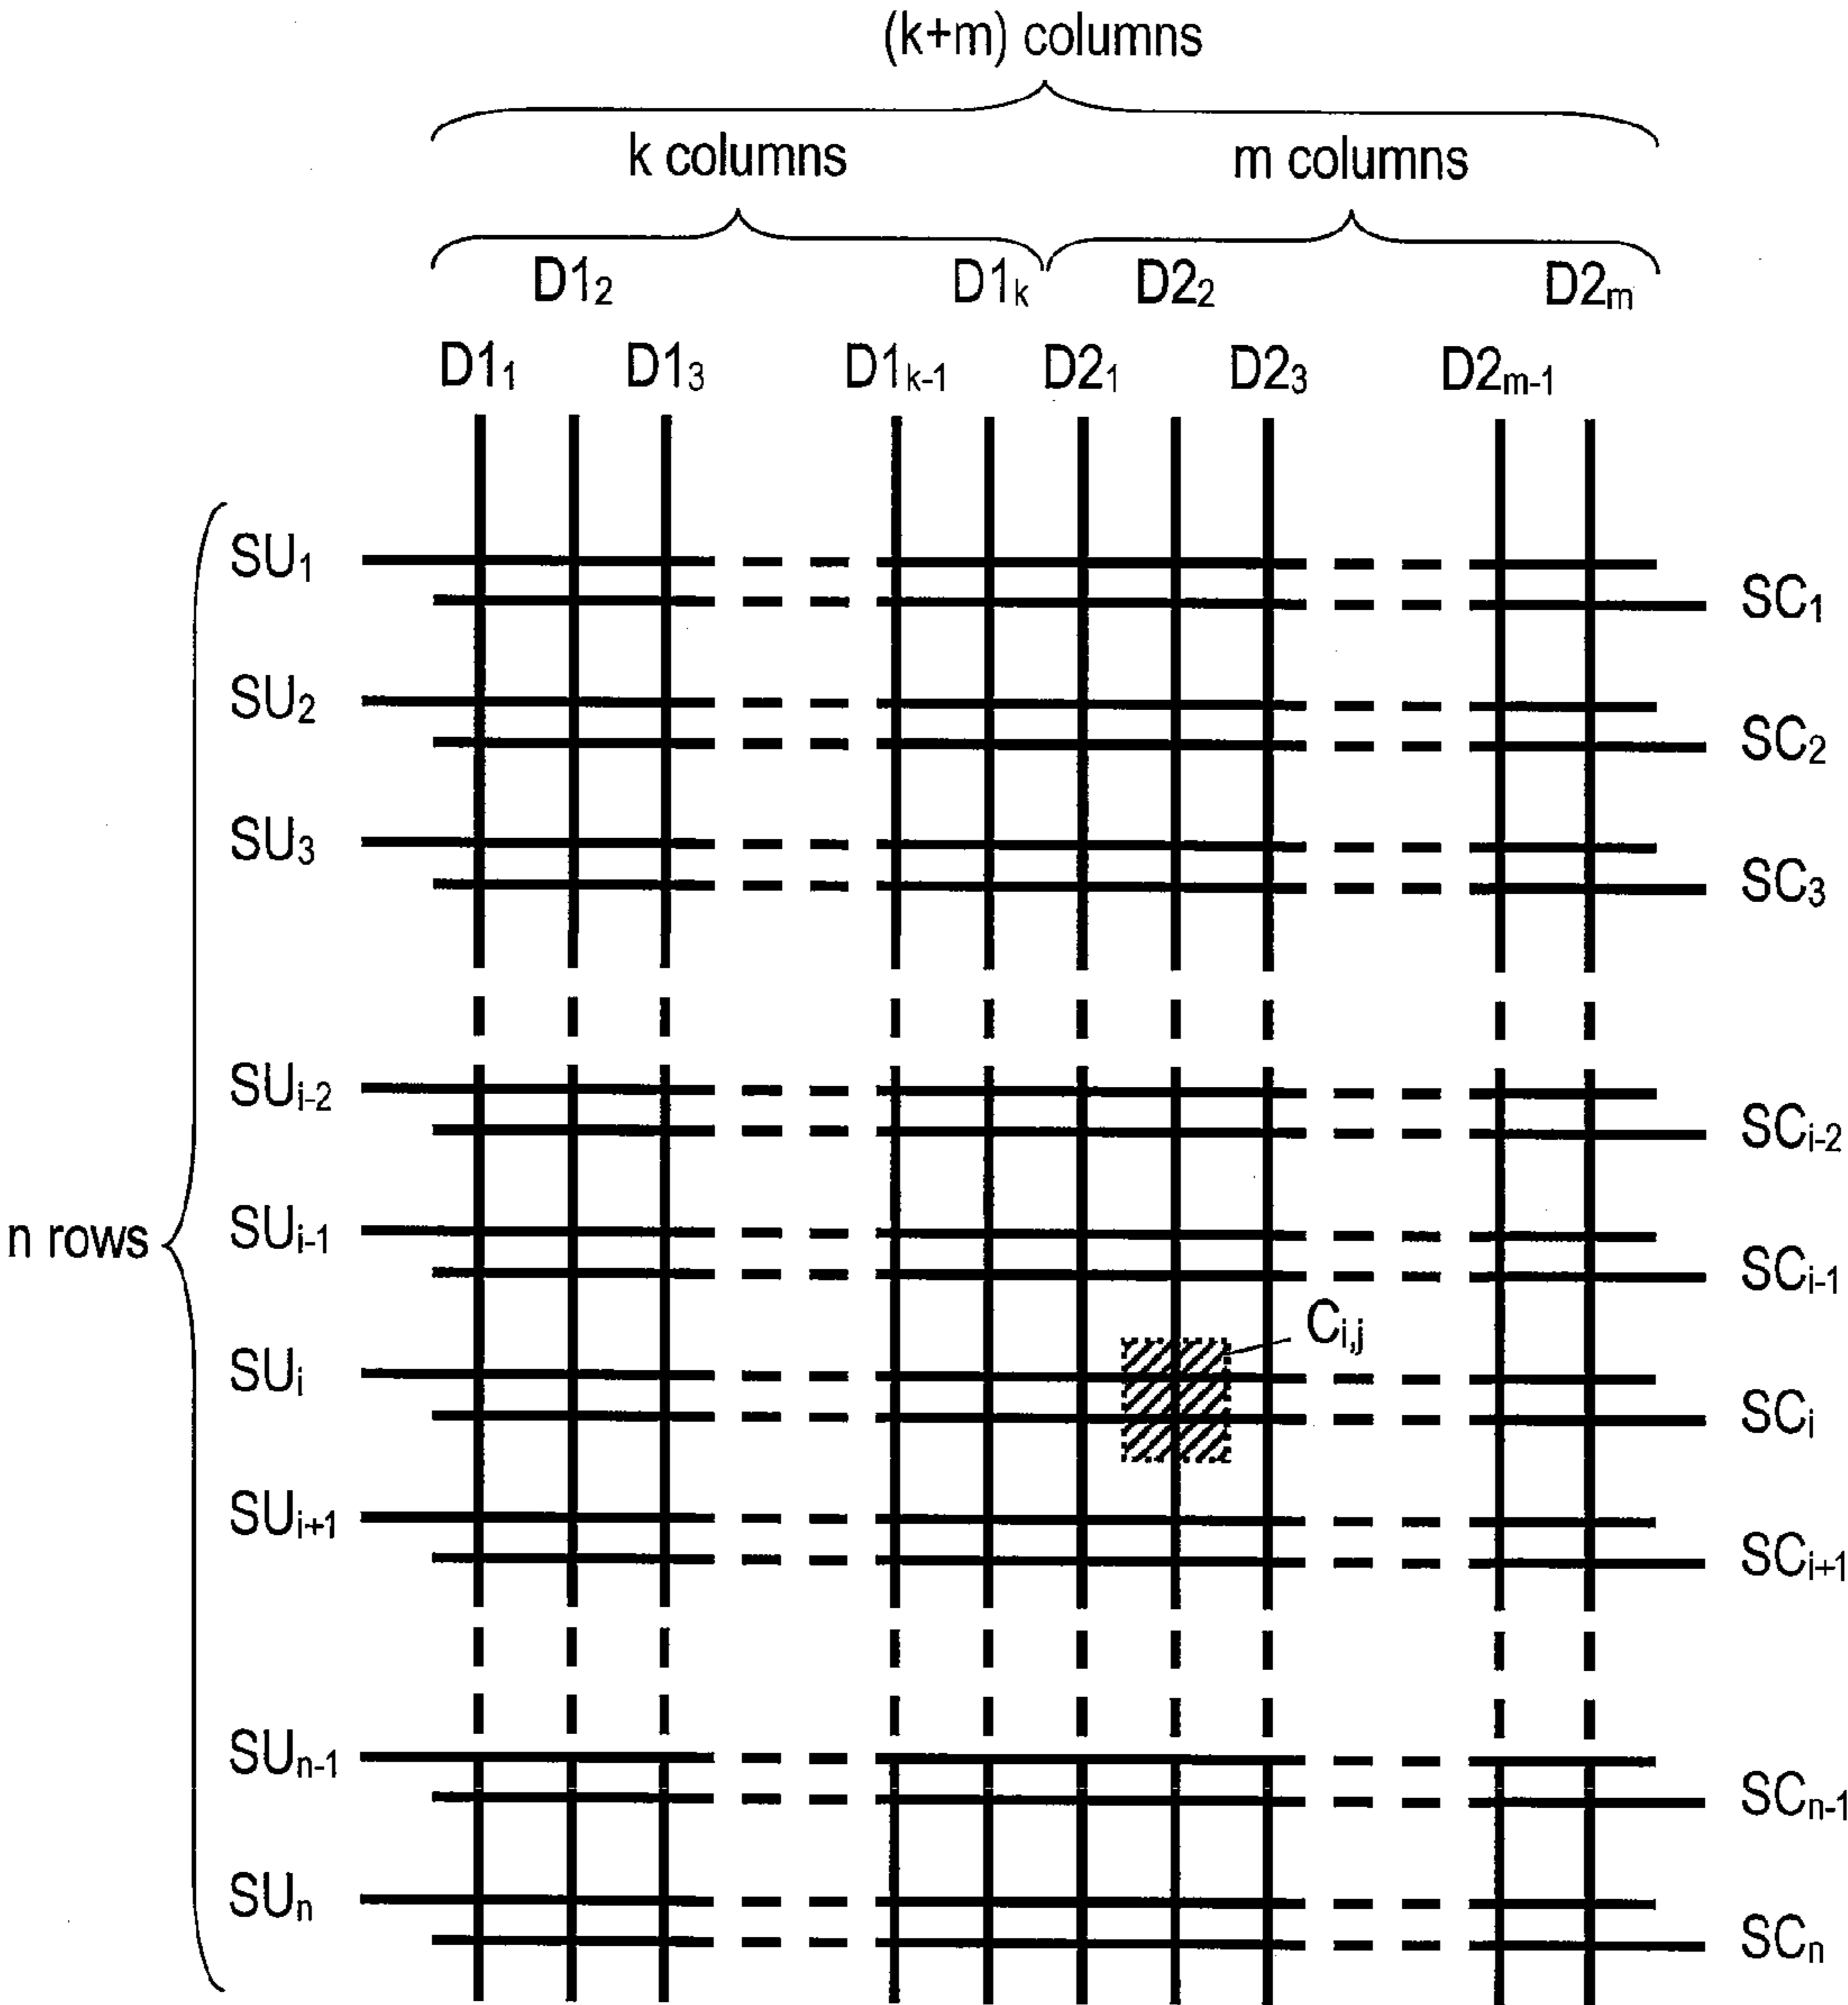 (k+m) columns
k columns m columns
D1₂ D1ₖ D2₂ D2ₘ
D1₁ D1₃ D1ₖ₋₁ D2₁ D2₃ D2ₘ₋₁
SU₁ SC₁
SU₂ SC₂
SU₃ SC₃
SUᵢ₋₂ SCᵢ₋₂
n rows SUᵢ₋₁ SCᵢ₋₁
Cᵢ,ⱼ
SUᵢ SCᵢ
SUᵢ₊₁ SCᵢ₊₁
SUₙ₋₁ SCₙ₋₁
SUₙ SCₙ